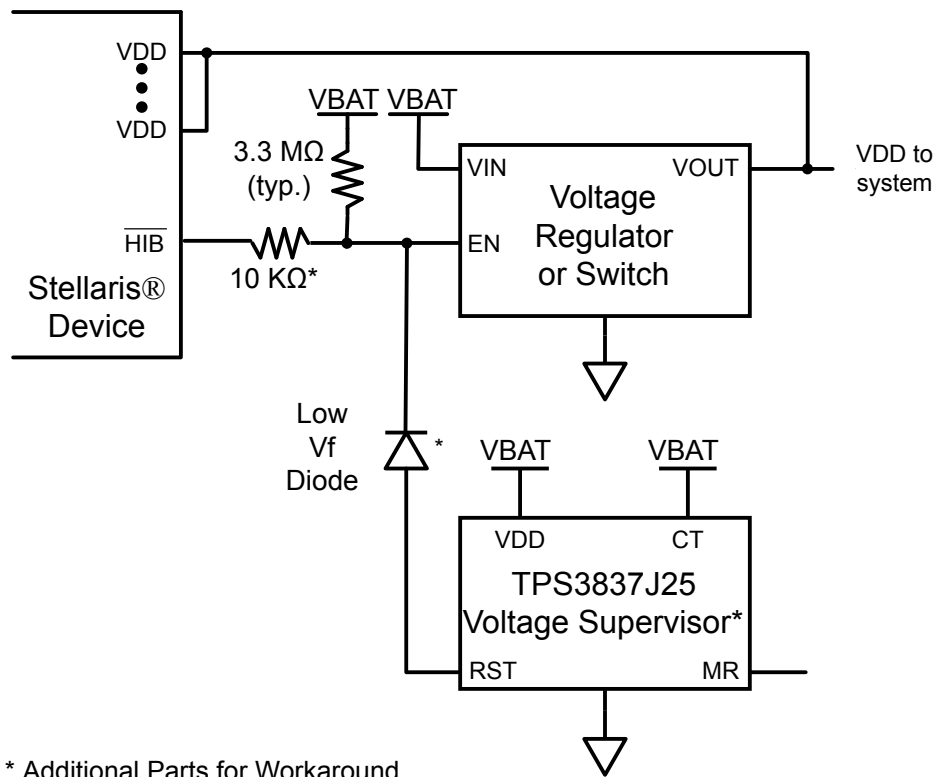 VDD
VDD
VBAT
VBAT
3.3 MΩ
(typ.)
VIN
VOUT
VDD to
system
Voltage
Regulator
or Switch
HIB
EN
10 KΩ*
Stellaris®
Device
Low
Vf
Diode
*
VBAT
VBAT
VDD
CT
TPS3837J25
Voltage Supervisor*
RST
MR
* Additional Parts for Workaround